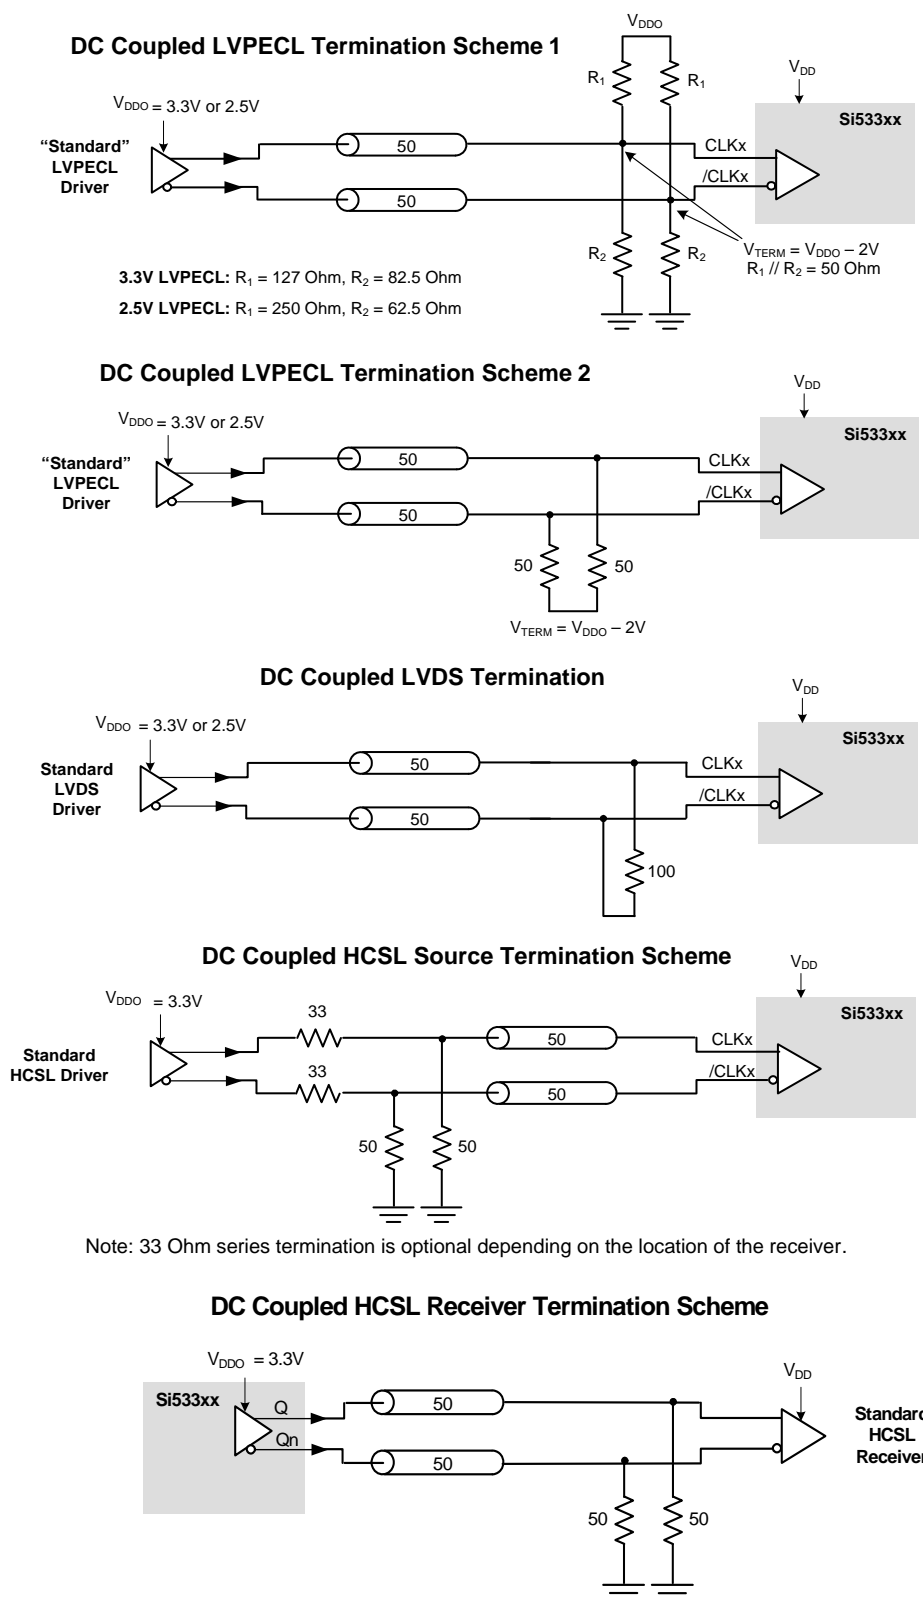 DC Coupled LVPECL Termination Scheme 1
VDDO
R1
R1
VDD
VDDO = 3.3V or 2.5V
Si533xx
“Standard”
LVPECL
Driver
50
CLKx
50
/CLKx
R2
R2
VTERM = VDDO – 2V
R1 // R2 = 50 Ohm
3.3V LVPECL: R1 = 127 Ohm, R2 = 82.5 Ohm
2.5V LVPECL: R1 = 250 Ohm, R2 = 62.5 Ohm
DC Coupled LVPECL Termination Scheme 2
VDD
VDDO = 3.3V or 2.5V
Si533xx
“Standard”
LVPECL
Driver
50
CLKx
50
/CLKx
50
50
VTERM = VDDO – 2V
DC Coupled LVDS Termination
VDD
VDDO = 3.3V or 2.5V
Si533xx
Standard
LVDS
Driver
50
CLKx
50
/CLKx
100
DC Coupled HCSL Source Termination Scheme
VDD
VDDO = 3.3V
Si533xx
33
Standard
HCSL Driver
50
CLKx
33
50
/CLKx
50
50
Note: 33 Ohm series termination is optional depending on the location of the receiver.
DC Coupled HCSL Receiver Termination Scheme
VDDO = 3.3V
VDD
Si533xx
Q
50
Qn
50
Standard
HCSL
Receiver
50
50